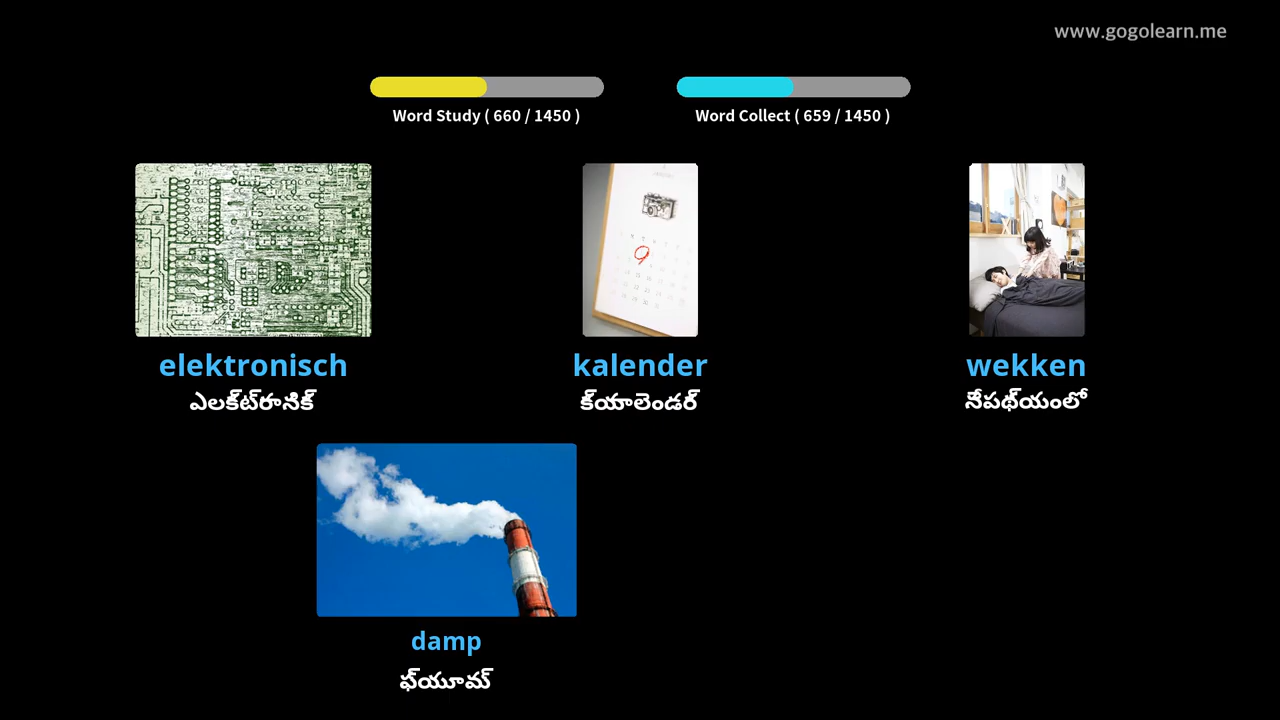 www.gogolearn.me
Word Study ( 660 / 1450 )
Word Collect ( 659 / 1450 )
elektronisch
ఎలక్ట్రానిక్
kalender
క్యాలెండర్
wekken
నేపథ్యంలో
damp
ఫ్యూమ్